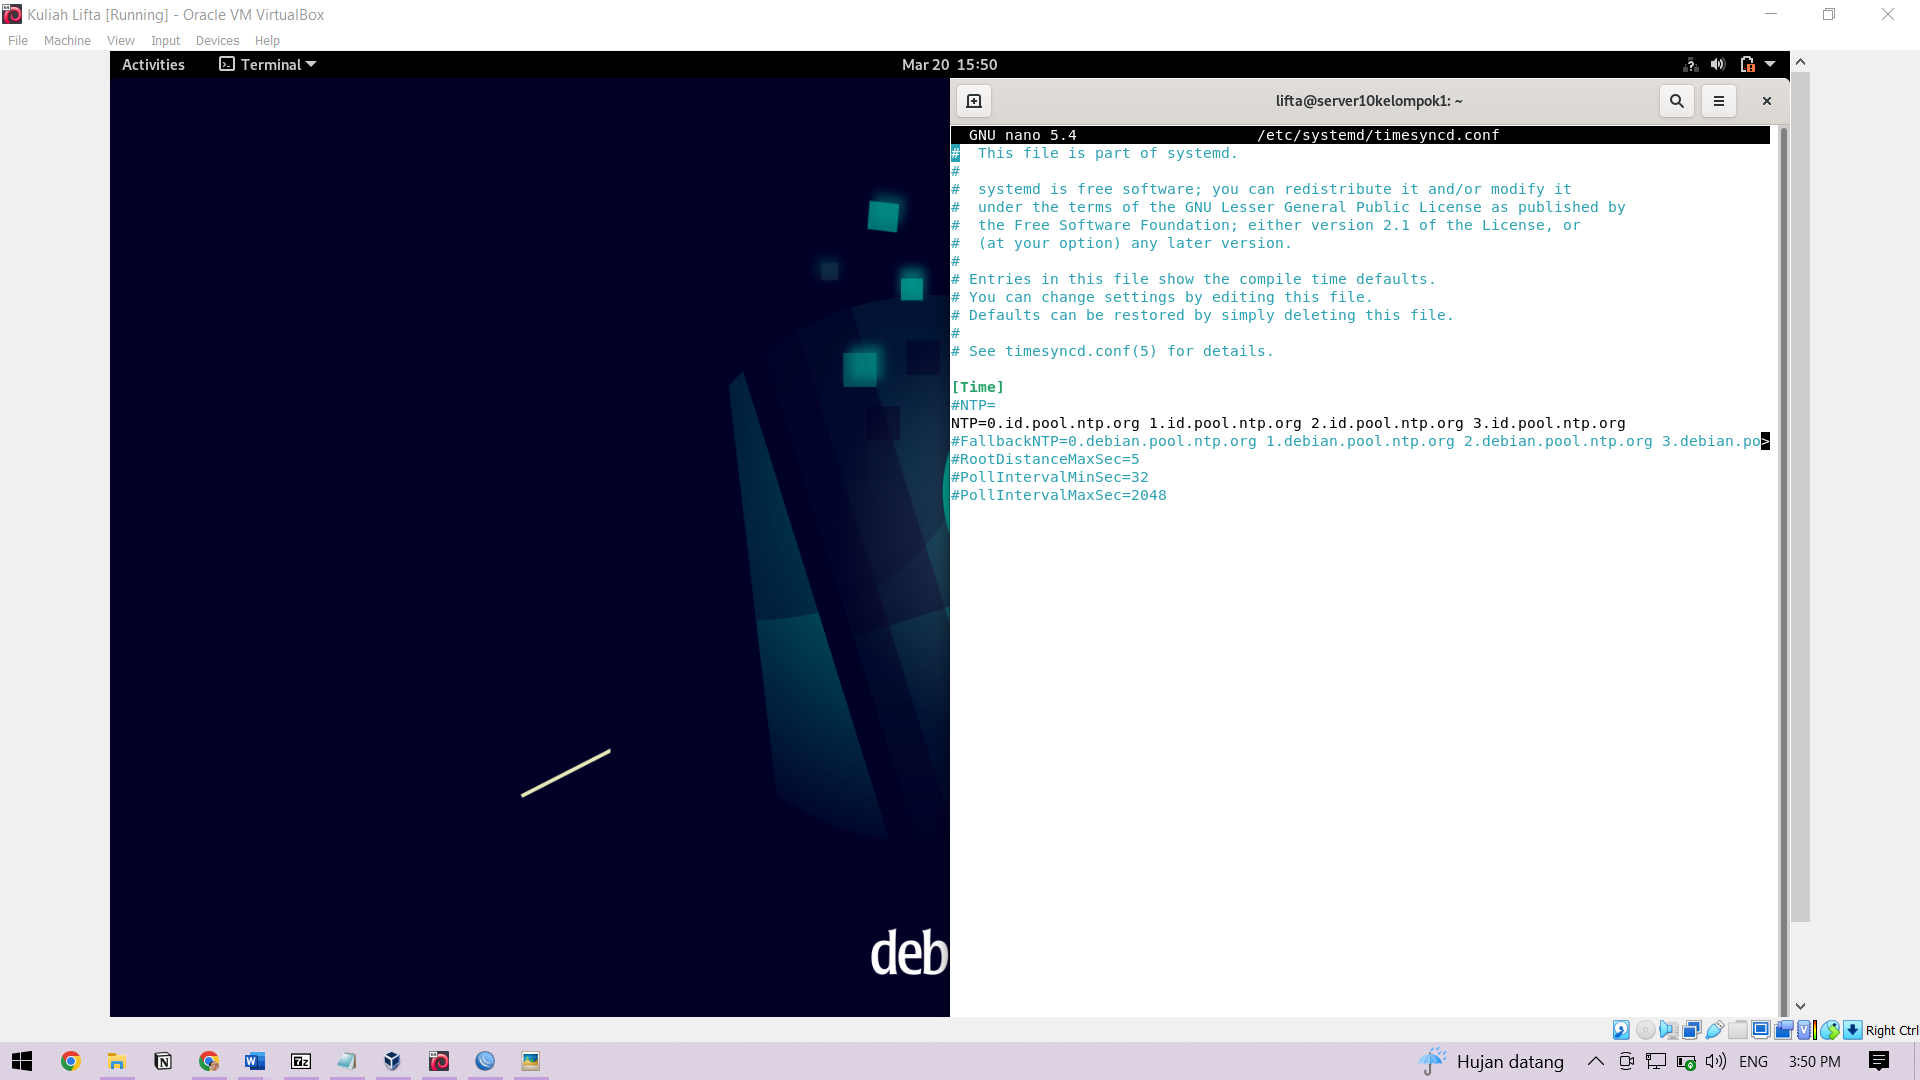 Kuliah Lifta [Running] - Oracle VM VirtualBox
File Machine View Input Devices Help
Activities Terminal Mar 20 15:50
lifta@server10kelompok1: ~
GNU nano 5.4 /etc/systemd/timesyncd.conf
#  This file is part of systemd.
#
#  systemd is free software; you can redistribute it and/or modify it
#  under the terms of the GNU Lesser General Public License as published by
#  the Free Software Foundation; either version 2.1 of the License, or
#  (at your option) any later version.
#
# Entries in this file show the compile time defaults.
# You can change settings by editing this file.
# Defaults can be restored by simply deleting this file.
#
# See timesyncd.conf(5) for details.
[Time]
#NTP=
NTP=0.id.pool.ntp.org 1.id.pool.ntp.org 2.id.pool.ntp.org 3.id.pool.ntp.org
#FallbackNTP=0.debian.pool.ntp.org 1.debian.pool.ntp.org 2.debian.pool.ntp.org 3.debian.po>
#RootDistanceMaxSec=5
#PollIntervalMinSec=32
#PollIntervalMaxSec=2048
deb
Right Ctrl
Hujan datang ENG 3:50 PM